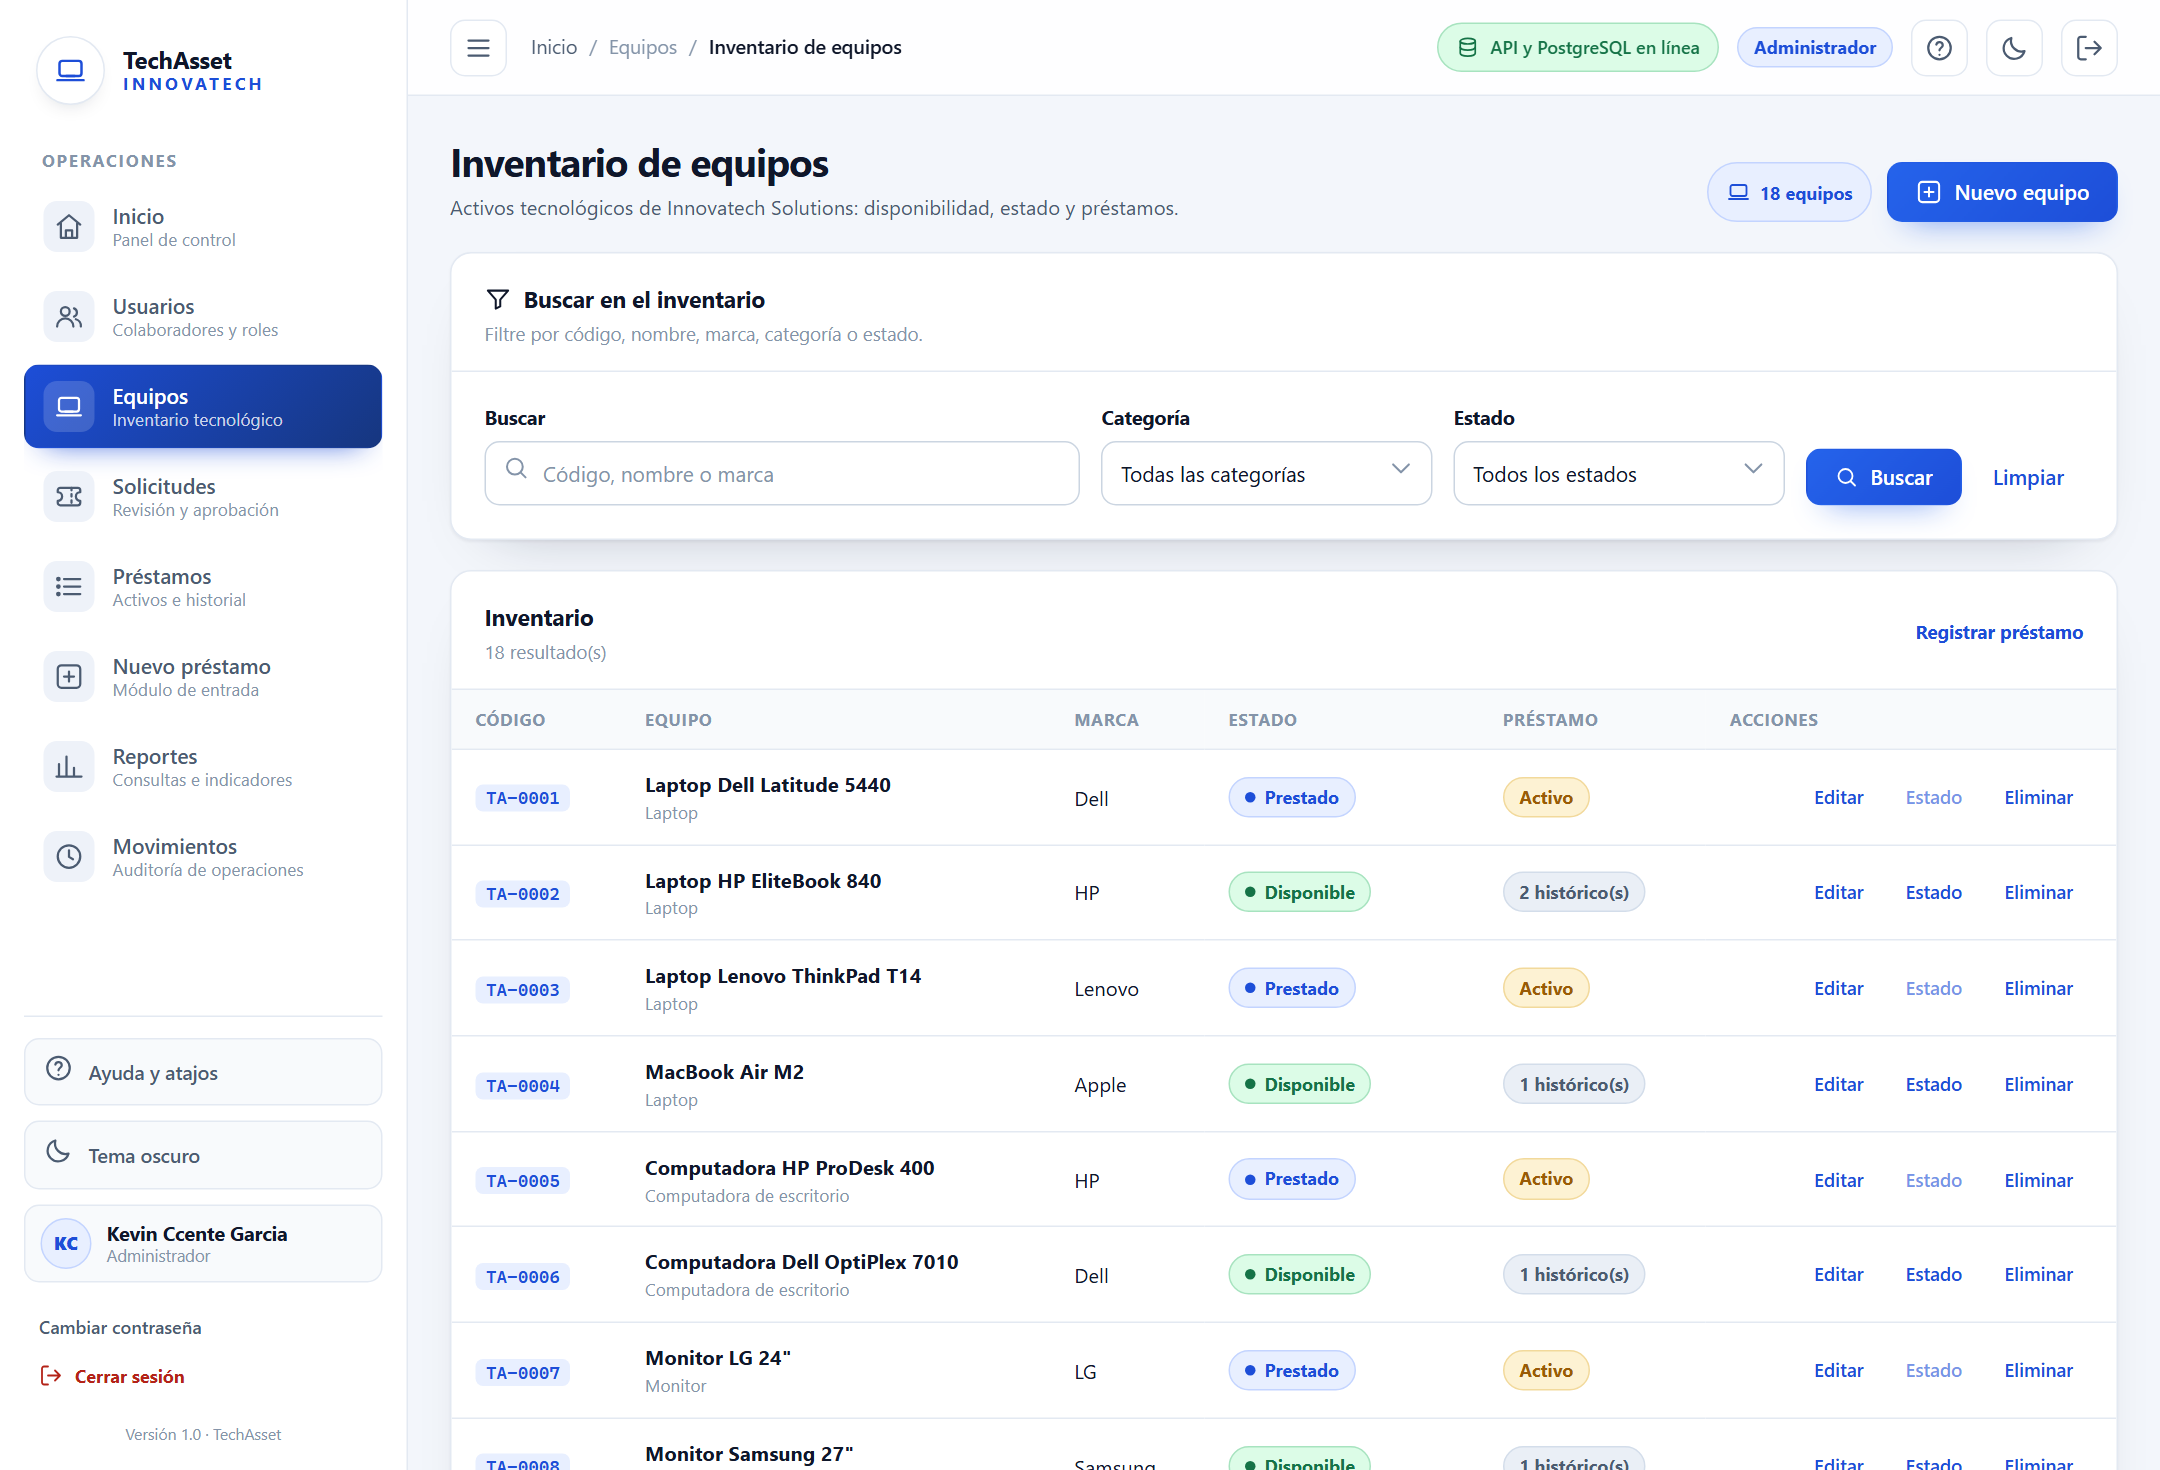 TechAsset
INNOVATECH
OPERACIONES
Inicio
Panel de control
Usuarios
Colaboradores y roles
Equipos
Inventario tecnológico
Solicitudes
Revisión y aprobación
Préstamos
Activos e historial
Nuevo préstamo
Módulo de entrada
Reportes
Consultas e indicadores
Movimientos
Auditoría de operaciones
Ayuda y atajos
Tema oscuro
KC
Kevin Ccente Garcia
Administrador
Cambiar contraseña
Cerrar sesión
Versión 1.0 · TechAsset
Inicio / Equipos / Inventario de equipos
API y PostgreSQL en línea
Administrador
Inventario de equipos
Activos tecnológicos de Innovatech Solutions: disponibilidad, estado y préstamos.
18 equipos
Nuevo equipo
Buscar en el inventario
Filtre por código, nombre, marca, categoría o estado.
Buscar
Código, nombre o marca
Categoría
Todas las categorías
Estado
Todos los estados
Buscar
Limpiar
Inventario
18 resultado(s)
Registrar préstamo
CÓDIGO EQUIPO MARCA ESTADO PRÉSTAMO ACCIONES
TA-0001 Laptop Dell Latitude 5440 Dell Prestado Activo Editar Estado Eliminar
Laptop
TA-0002 Laptop HP EliteBook 840 HP Disponible 2 histórico(s) Editar Estado Eliminar
Laptop
TA-0003 Laptop Lenovo ThinkPad T14 Lenovo Prestado Activo Editar Estado Eliminar
Laptop
TA-0004 MacBook Air M2 Apple Disponible 1 histórico(s) Editar Estado Eliminar
Laptop
TA-0005 Computadora HP ProDesk 400 HP Prestado Activo Editar Estado Eliminar
Computadora de escritorio
TA-0006 Computadora Dell OptiPlex 7010 Dell Disponible 1 histórico(s) Editar Estado Eliminar
Computadora de escritorio
TA-0007 Monitor LG 24" LG Prestado Activo Editar Estado Eliminar
Monitor
TA-0008 Monitor Samsung 27" Samsung Disponible 1 histórico(s) Editar Estado Eliminar